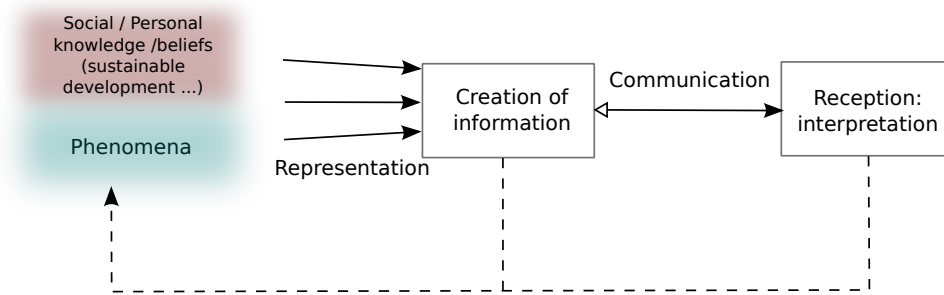 Social / Personal
knowledge /beliefs
(sustainable
development ...)
Phenomena
Representation
Creation of
information
Communication
Reception:
interpretation